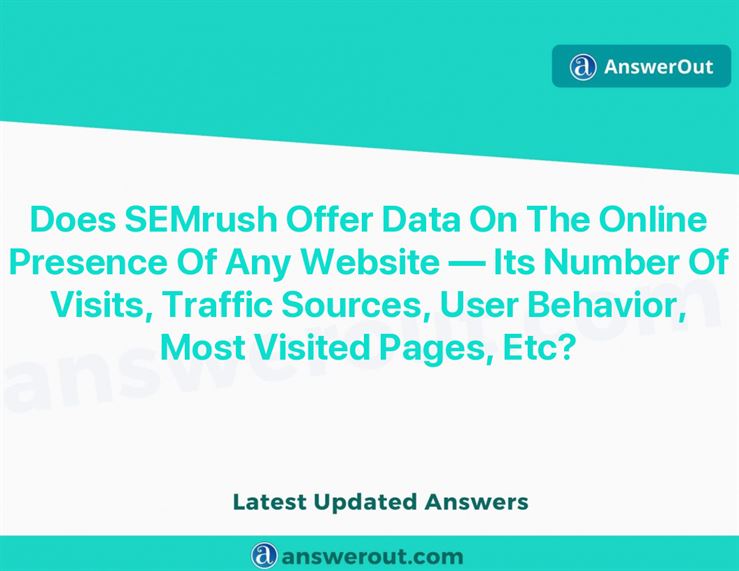 AnswerOut
Does SEMrush Offer Data On The Online
Presence Of Any Website — Its Number Of
Visits, Traffic Sources, User Behavior,
Most Visited Pages, Etc?
answerout.com
Latest Updated Answers
answerout.com